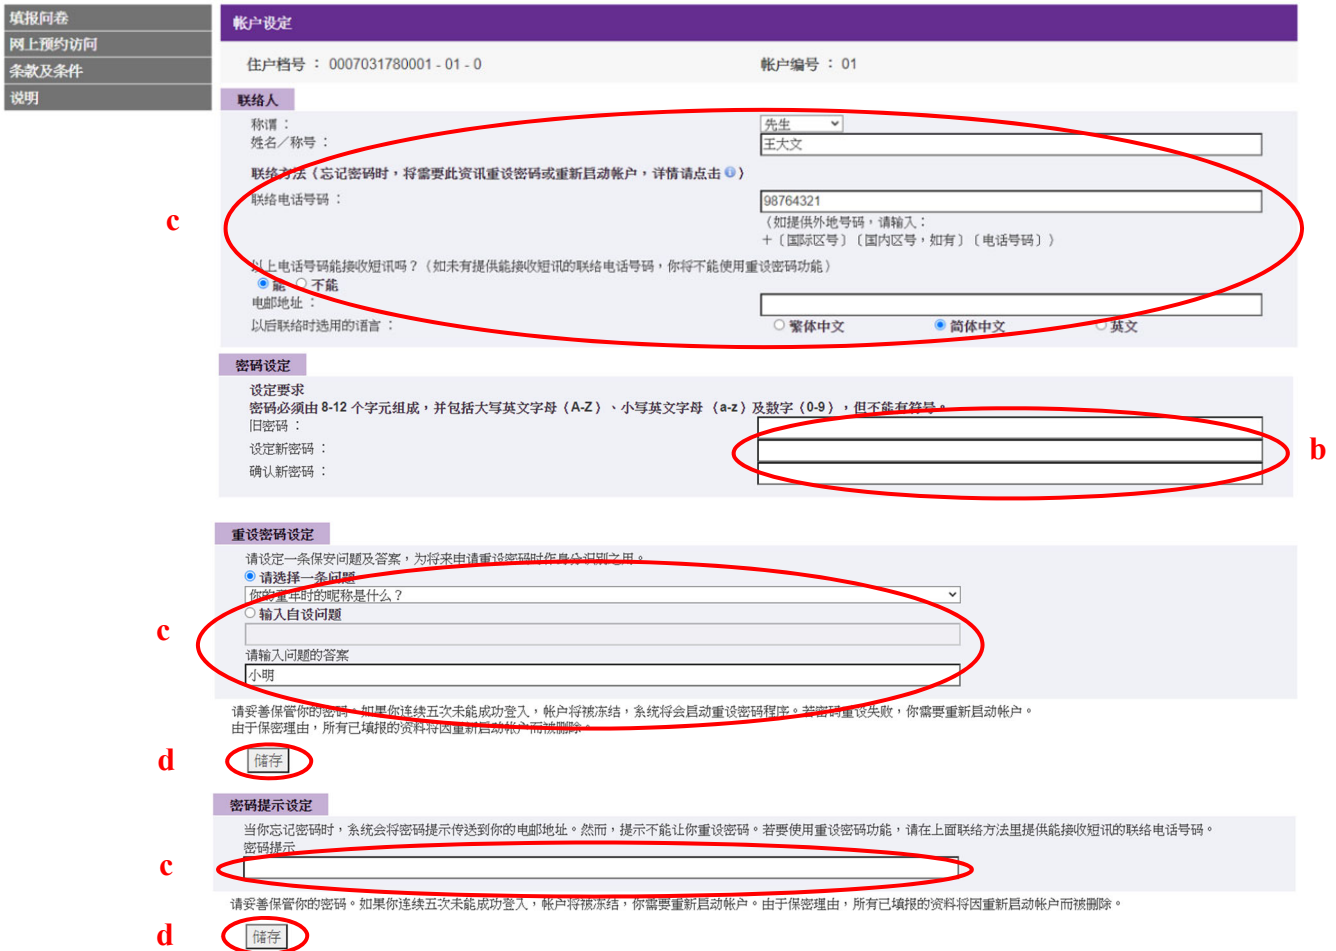 填报问卷
网上预约访问
条款及条件
说明
帐户设定
住户档号 ： 0007031780001 - 01 - 0
帐户编号 ： 01
联络人
称谓 ：
先生
姓名／称号 ：
王大文
联络方法（忘记密码时，将需要此资讯重设密码或重新启动帐户，详情请点击 ）
联络电话号码 ：
98764321
（如提供外地号码，请输入：
＋〔国际区号〕〔国内区号，如有〕〔电话号码〕）
c
以上电话号码能接收短讯吗？（如未有提供能接收短讯的联络电话号码，你将不能使用重设密码功能）
能 不能
电邮地址 ：
以后联络时选用的语言 ：
繁体中文 简体中文 英文
密码设定
设定要求
密码必须由 8-12 个字元组成，并包括大写英文字母（A-Z）、小写英文字母 （a-z）及数字（0-9），但不能有符号。
旧密码 ：
设定新密码 ：
b
确认新密码 ：
重设密码设定
请设定一条保安问题及答案，为将来申请重设密码时作身分识别之用。
请选择一条问题
你的童年时的昵称是什么？
输入自设问题
c
请输入问题的答案
小明
请妥善保管你的密码。如果你连续五次未能成功登入，帐户将被冻结，系统将会启动重设密码程序。若密码重设失败，你需要重新启动帐户。
由于保密理由，所有已填报的资料将因重新启动帐户而被删除。
d
储存
密码提示设定
当你忘记密码时，系统会将密码提示传送到你的电邮地址。然而，提示不能让你重设密码。若要使用重设密码功能，请在上面联络方法里提供能接收短讯的联络电话号码。
密码提示
c
请妥善保管你的密码。如果你连续五次未能成功登入，帐户将被冻结，你需要重新启动帐户。由于保密理由，所有已填报的资料将因重新启动帐户而被删除。
d
储存